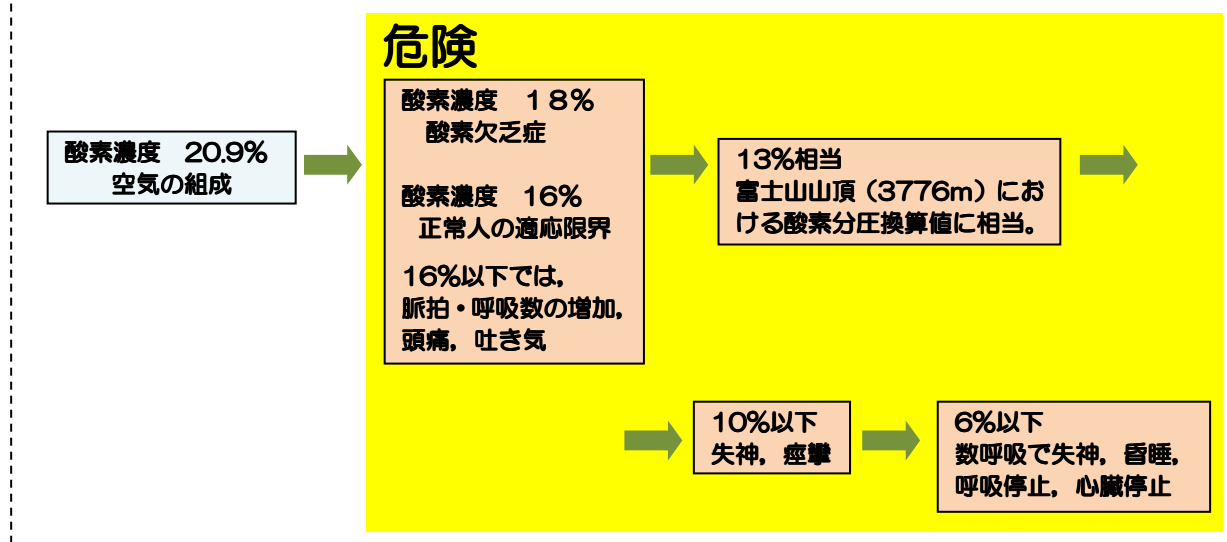 危険
酸素濃度　20.9%
空気の組成
酸素濃度　１８%
酸素欠乏症
酸素濃度　16%
正常人の適応限界
16%以下では，
脈拍・呼吸数の増加，
頭痛，吐き気
13%相当
富士山山頂（3776m）にお
ける酸素分圧換算値に相当。
10%以下
失神，痙攣
6%以下
数呼吸で失神，昏睡，
呼吸停止，心臓停止